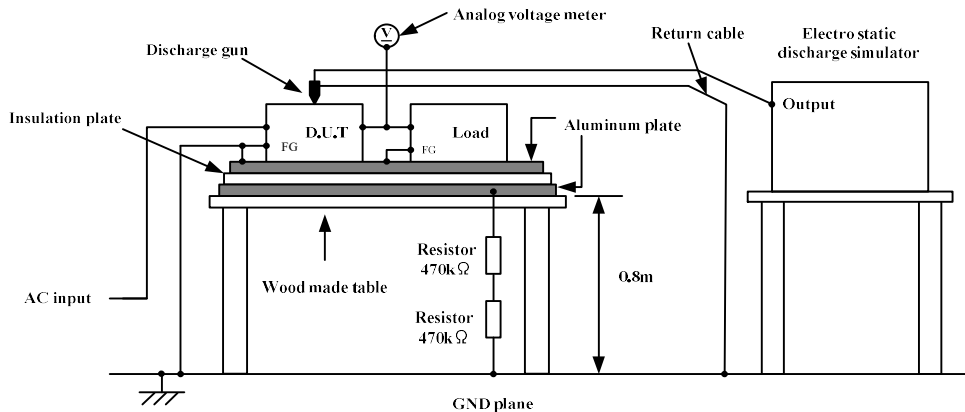 Analog voltage meter
V
Discharge gun
Return cable
Electro static
discharge simulator
Output
Insulation plate
D.U.T
Load
Aluminum plate
FG
FG
Resistor
470kΩ
0.8m
AC input
Wood made table
Resistor
470kΩ
GND plane